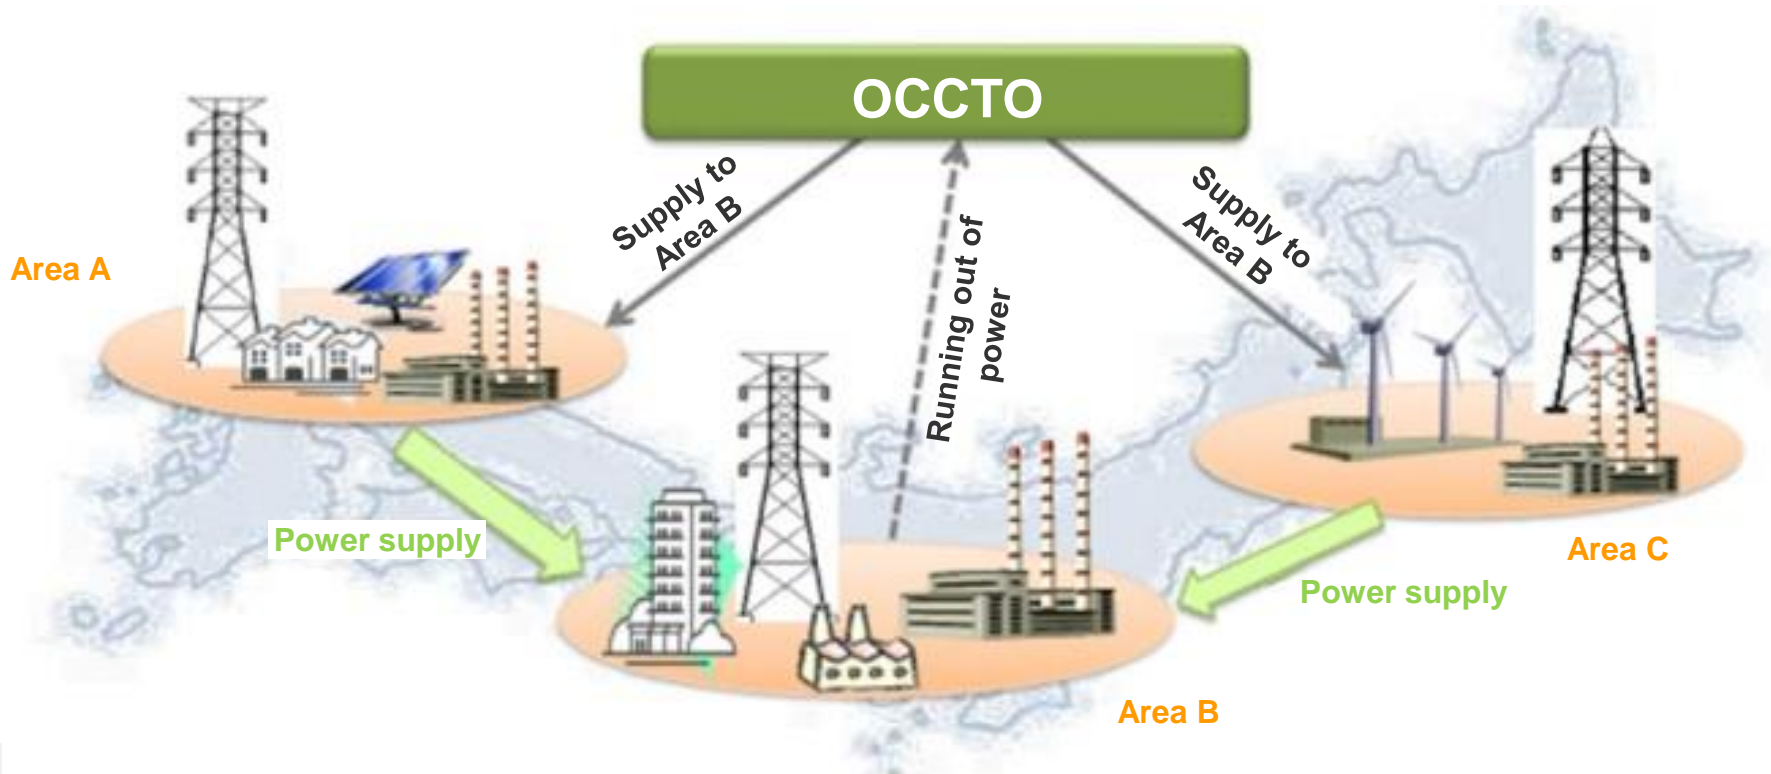 OCCTO
Supply to
Area B
Supply to
Area B
Running out of
power
Area A
Power supply
Area C
Power supply
Area B